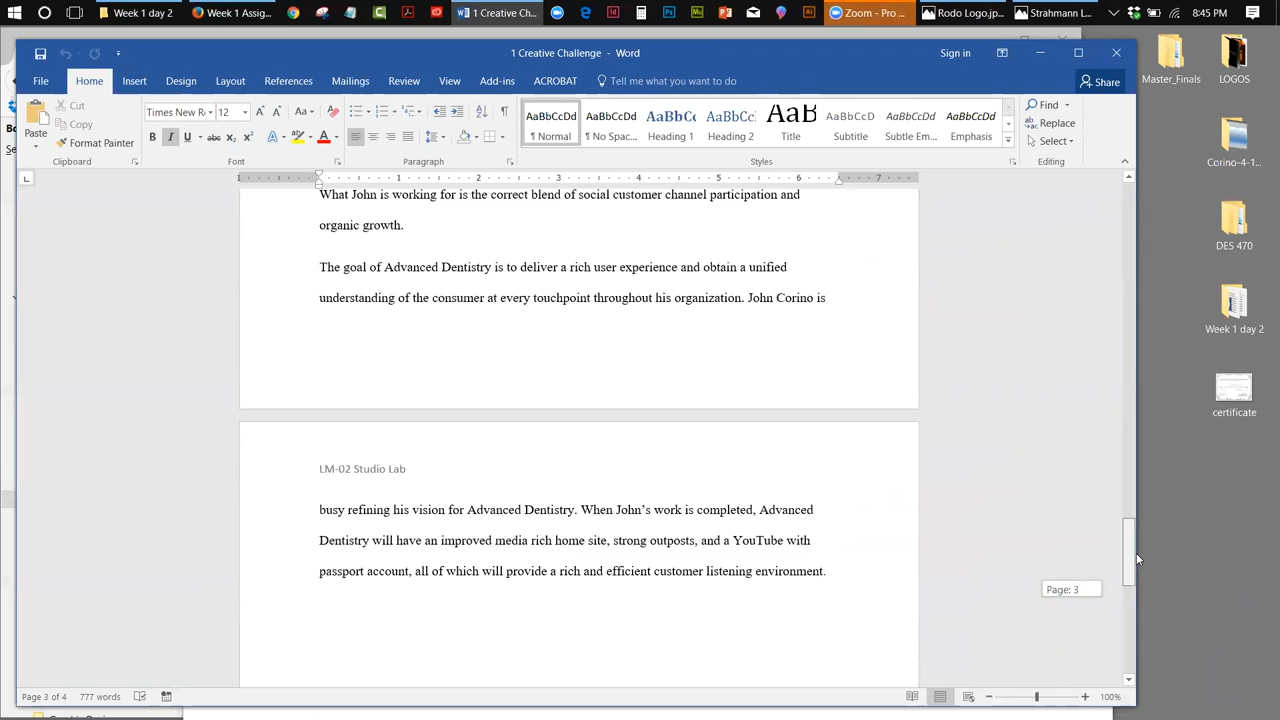 Week 1 day 2
Week 1 Assig...
1 Creative Ch...
Zoom - Pro ...
Rodo Logo.jp...
Strahmann L...
8:45 PM
1 Creative Challenge - Word
Sign in
File
Home
Insert
Design
Layout
References
Mailings
Review
View
Add-ins
ACROBAT
Tell me what you want to do
Share
Paste
Cut
Copy
Format Painter
Clipboard
Times New R
12
Font
Paragraph
AaBbCcDd
¶ Normal
AaBbCcDd
¶ No Spac...
AaBbCc
Heading 1
AaBbCcD
Heading 2
AaB
Title
AaBbCcD
Subtitle
AaBbCcDd
Subtle Em...
AaBbCcDd
Emphasis
Styles
Find
Replace
Select
Editing
1 1 2 3 4 5 6 7
What John is working for is the correct blend of social customer channel participation and
organic growth.
The goal of Advanced Dentistry is to deliver a rich user experience and obtain a unified
understanding of the consumer at every touchpoint throughout his organization. John Corino is
LM-02 Studio Lab
busy refining his vision for Advanced Dentistry. When John’s work is completed, Advanced
Dentistry will have an improved media rich home site, strong outposts, and a YouTube with
passport account, all of which will provide a rich and efficient customer listening environment.
Page: 3
Page 3 of 4
777 words
100%
Master_Finals
LOGOS
Corino-4-1...
DES 470
Week 1 day 2
certificate